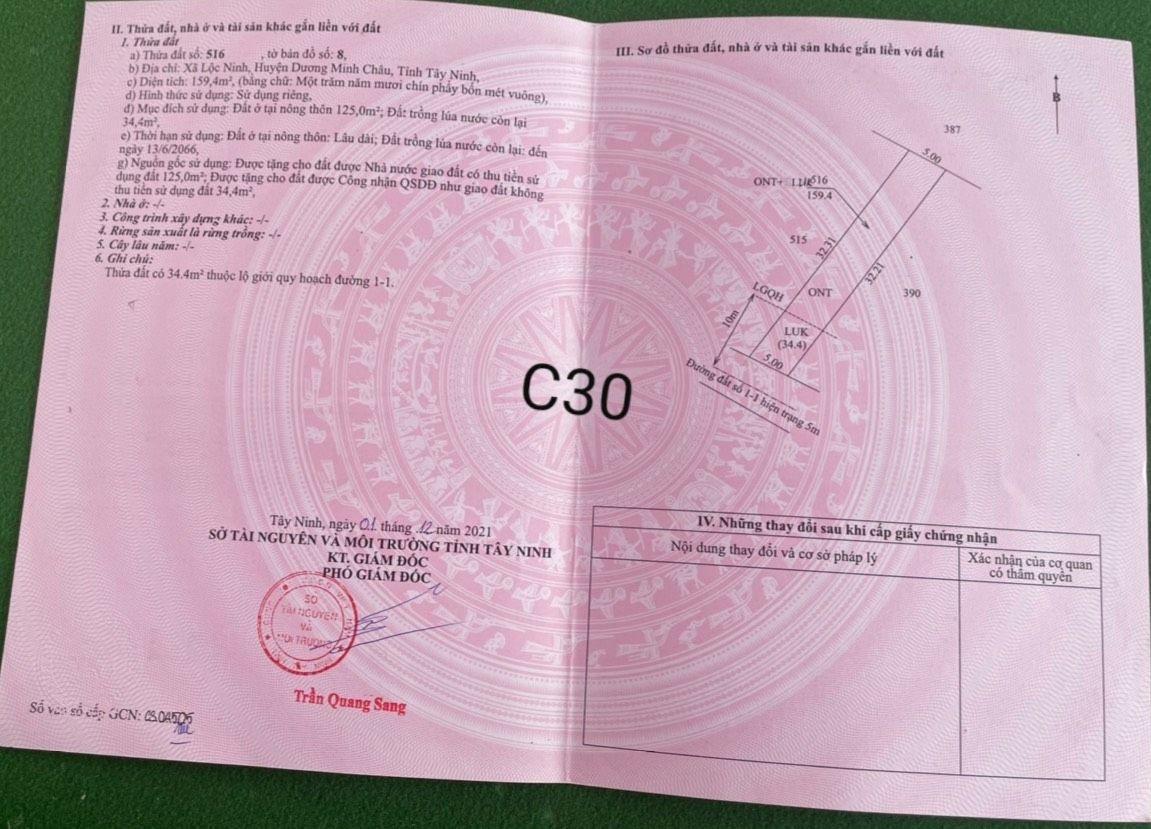 II. Thửa đất, nhà ở và tài sản khác gắn liền với đất
1. Thửa đất
a) Thửa đất số: 516 , tờ bản đồ số: 8,
b) Địa chỉ: Xã Lộc Ninh, Huyện Dương Minh Châu, Tỉnh Tây Ninh,
c) Diện tích: 159,4m², (bằng chữ: Một trăm năm mươi chín phẩy bốn mét vuông),
d) Hình thức sử dụng: Sử dụng riêng,
đ) Mục đích sử dụng: Đất ở tại nông thôn 125,0m²; Đất trồng lúa nước còn lại
34,4m²,
e) Thời hạn sử dụng: Đất ở tại nông thôn: Lâu dài; Đất trồng lúa nước còn lại: đến
ngày 13/6/2066,
g) Nguồn gốc sử dụng: Được tặng cho đất được Nhà nước giao đất có thu tiền sử
dụng đất 125,0m²; Được tặng cho đất được Công nhận QSDĐ như giao đất không
thu tiền sử dụng đất 34,4m²,
2. Nhà ở: -/-
3. Công trình xây dựng khác: -/-
4. Rừng sản xuất là rừng trồng: -/-
5. Cây lâu năm: -/-
6. Ghi chú:
Thửa đất có 34.4m² thuộc lộ giới quy hoạch đường 1-1.
Tây Ninh, ngày 01 tháng 12 năm 2021
SỞ TÀI NGUYÊN VÀ MÔI TRƯỜNG TỈNH TÂY NINH
KT. GIÁM ĐỐC
PHÓ GIÁM ĐỐC
SỞ
TÀI NGUYÊN
VÀ
MÔI TRƯỜNG
Trần Quang Sang
Số vào sổ cấp GCN:
C30
III. Sơ đồ thửa đất, nhà ở và tài sản khác gắn liền với đất
B
387
5.00
ONT+ LUK 516
159.4
515
32.31
32.21
390
LGQH
ONT
10m
LUK
(34.4)
5.00
Đường đất số 1-1 hiện trạng 5m
IV. Những thay đổi sau khi cấp giấy chứng nhận
Nội dung thay đổi và cơ sở pháp lý
Xác nhận của cơ quan
có thẩm quyền